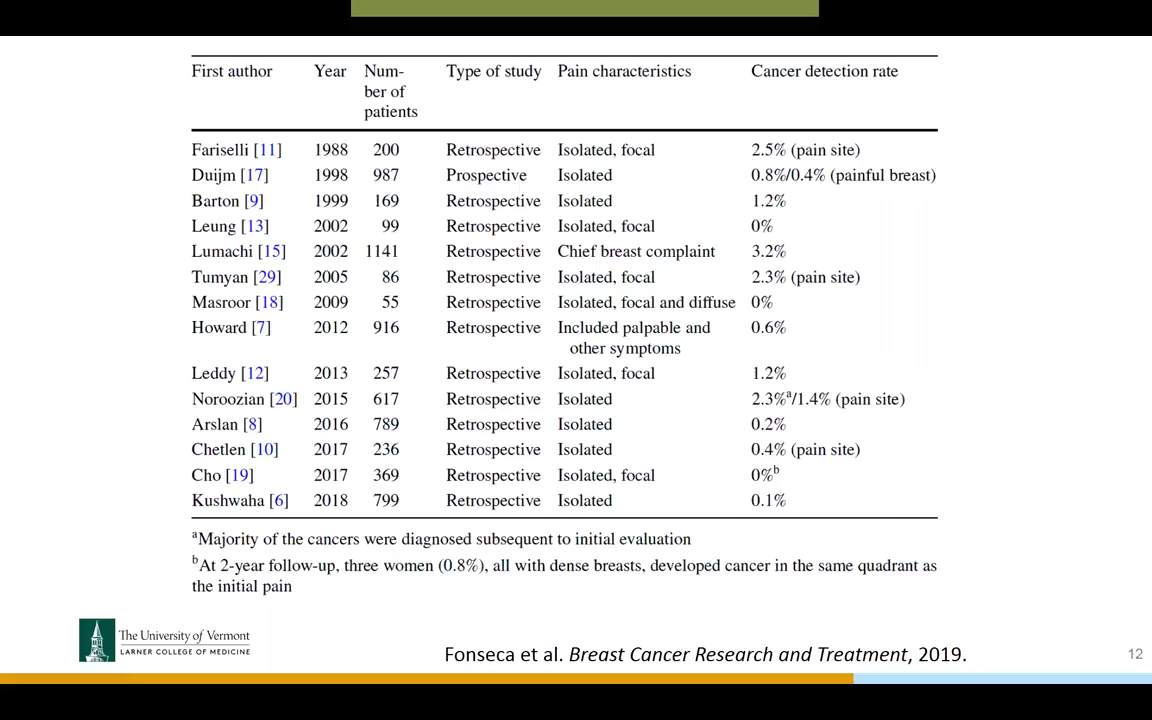 First author Year Num- Type of study Pain characteristics Cancer detection rate
ber of
patients
Fariselli [11] 1988 200 Retrospective Isolated, focal 2.5% (pain site)
Duijm [17] 1998 987 Prospective Isolated 0.8%/0.4% (painful breast)
Barton [9] 1999 169 Retrospective Isolated 1.2%
Leung [13] 2002 99 Retrospective Isolated, focal 0%
Lumachi [15] 2002 1141 Retrospective Chief breast complaint 3.2%
Tumyan [29] 2005 86 Retrospective Isolated, focal 2.3% (pain site)
Masroor [18] 2009 55 Retrospective Isolated, focal and diffuse 0%
Howard [7] 2012 916 Retrospective Included palpable and 0.6%
other symptoms
Leddy [12] 2013 257 Retrospective Isolated, focal 1.2%
Noroozian [20] 2015 617 Retrospective Isolated 2.3%ᵃ/1.4% (pain site)
Arslan [8] 2016 789 Retrospective Isolated 0.2%
Chetlen [10] 2017 236 Retrospective Isolated 0.4% (pain site)
Cho [19] 2017 369 Retrospective Isolated, focal 0%ᵇ
Kushwaha [6] 2018 799 Retrospective Isolated 0.1%
ᵃMajority of the cancers were diagnosed subsequent to initial evaluation
ᵇAt 2-year follow-up, three women (0.8%), all with dense breasts, developed cancer in the same quadrant as
the initial pain
The University of Vermont
LARNER COLLEGE OF MEDICINE
Fonseca et al. Breast Cancer Research and Treatment, 2019.
12